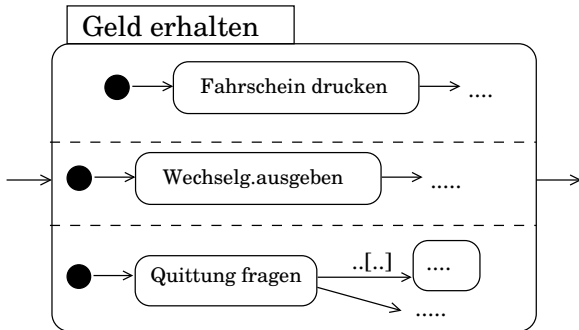 Geld erhalten
Fahrschein drucken
....
Wechselg.ausgeben
.....
..[..]
....
Quittung fragen
.....